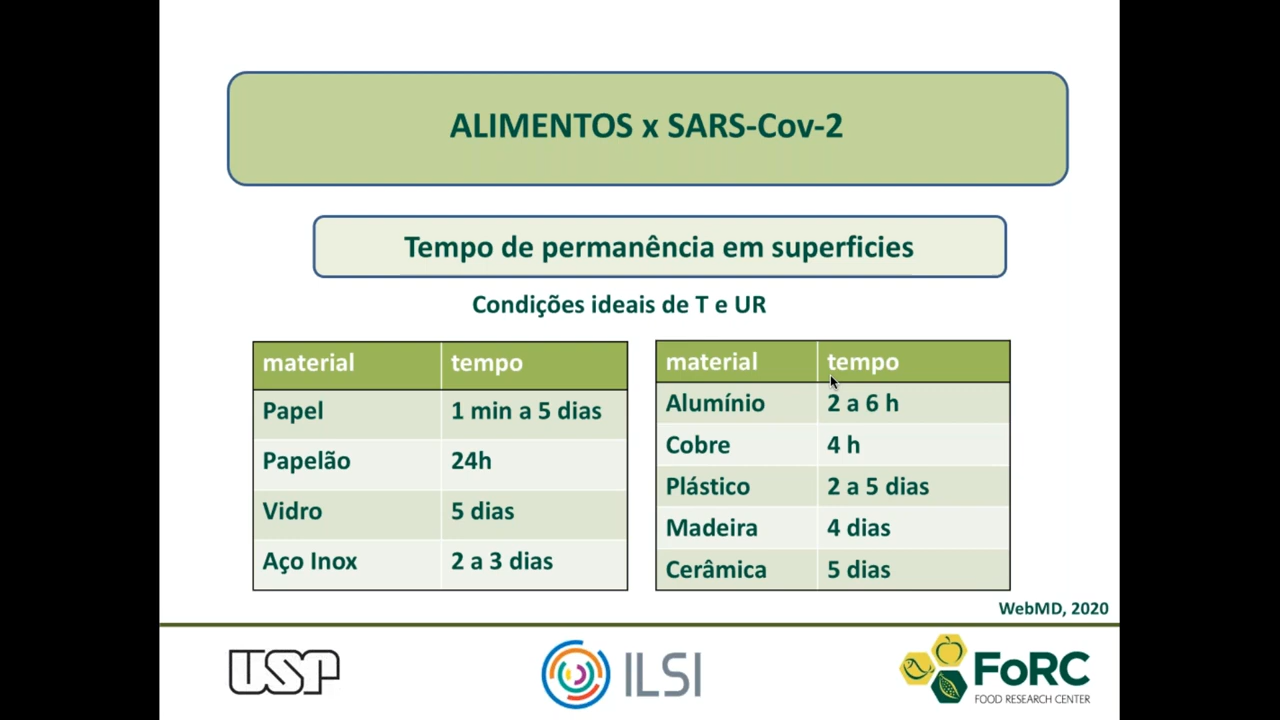 ALIMENTOS x SARS-Cov-2
Tempo de permanência em superficies
Condições ideais de T e UR
material tempo
Papel 1 min a 5 dias
Papelão 24h
Vidro 5 dias
Aço Inox 2 a 3 dias
material tempo
Alumínio 2 a 6 h
Cobre 4 h
Plástico 2 a 5 dias
Madeira 4 dias
Cerâmica 5 dias
WebMD, 2020
USP
ILSI
FoRC
FOOD RESEARCH CENTER